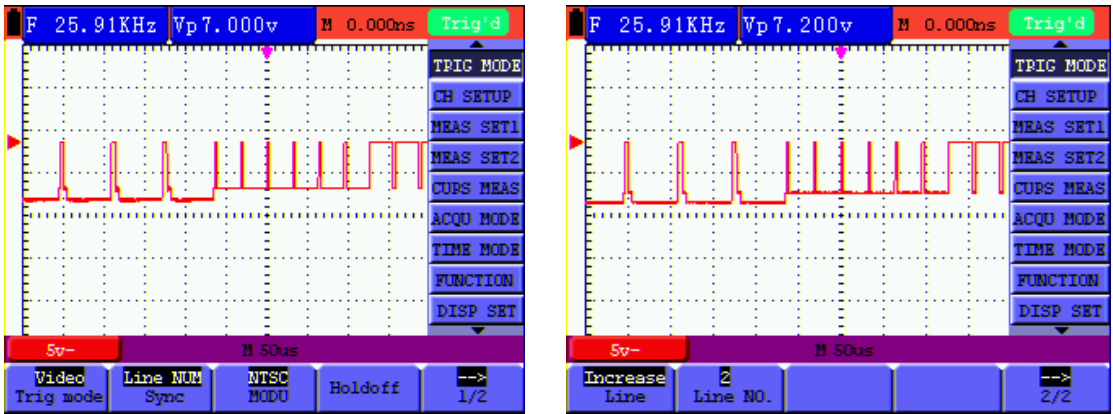 F 25.91KHz Vp7.000v M 0.000ns Trig'd
TRIG MODE
CH SETUP
MEAS SET1
MEAS SET2
CUPS MEAS
ACQU MODE
TIME MODE
FUNCTION
DISP SET
5v-
M 50us
Video
Trig mode
Line NUM
Sync
NTSC
MODU
Holdoff
-->
1/2
F 25.91KHz Vp7.200v M 0.000ns Trig'd
TRIG MODE
CH SETUP
MEAS SET1
MEAS SET2
CUPS MEAS
ACQU MODE
TIME MODE
FUNCTION
DISP SET
5v-
M 50us
Increase
Line
2
Line NO.
-->
2/2